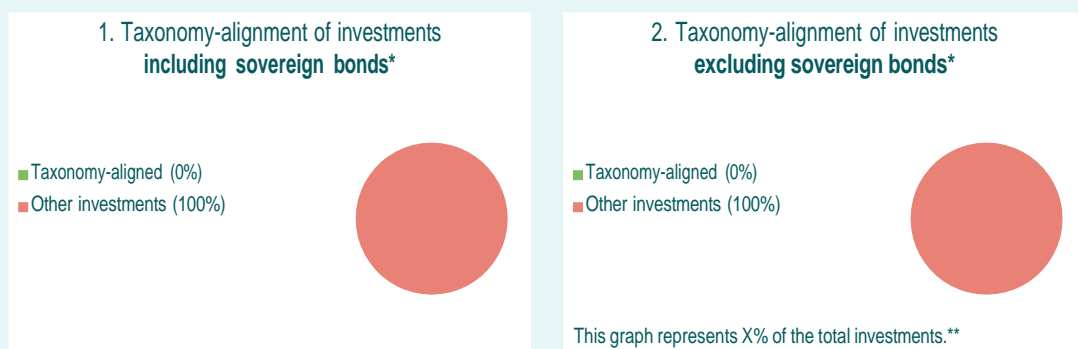 1. Taxonomy-alignment of investments
including sovereign bonds*
Taxonomy-aligned (0%)
Other investments (100%)
2. Taxonomy-alignment of investments
excluding sovereign bonds*
Taxonomy-aligned (0%)
Other investments (100%)
This graph represents X% of the total investments.**